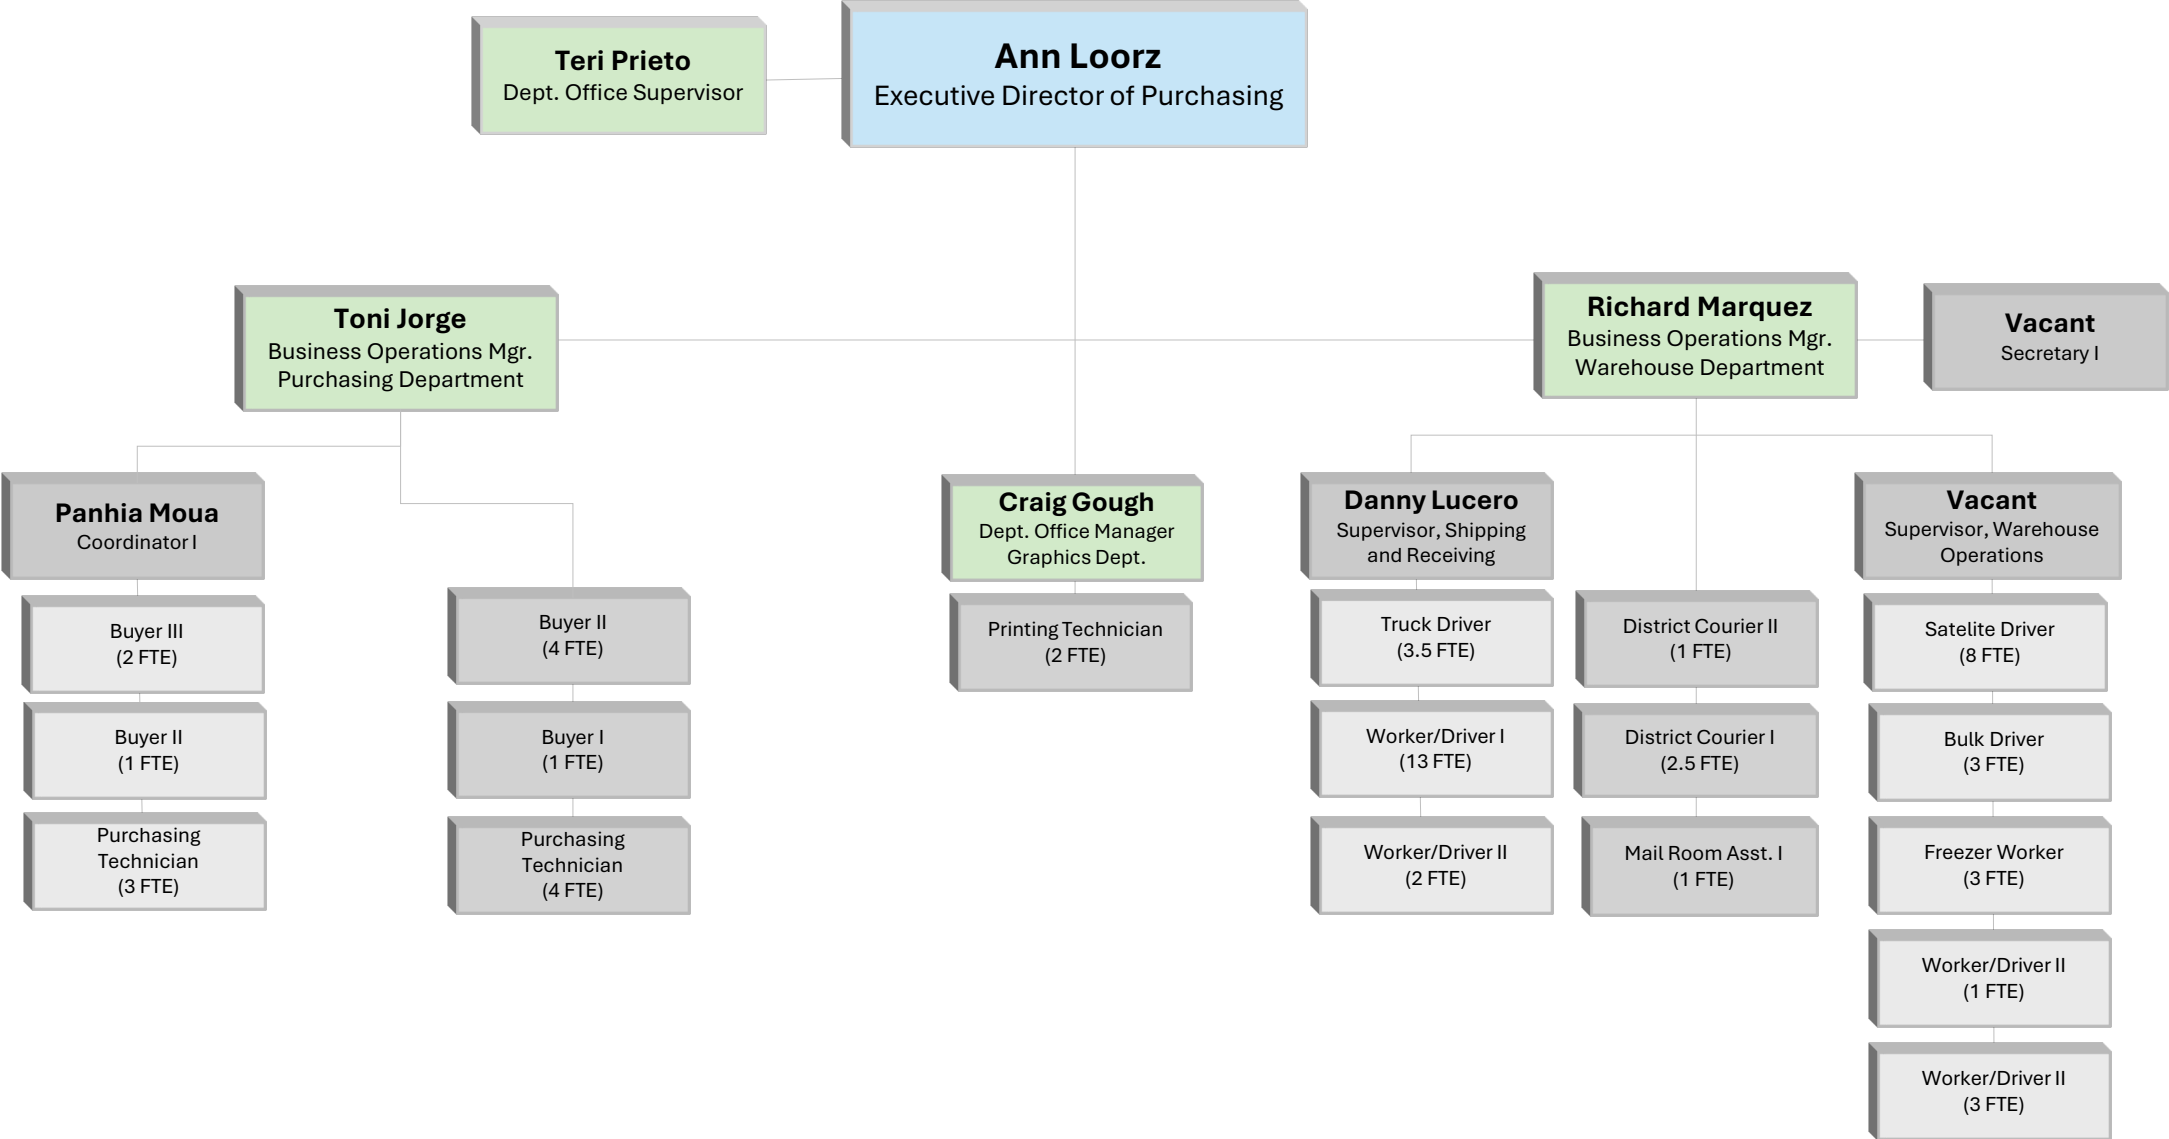 Teri Prieto
Dept. Office Supervisor
Ann Loorz
Executive Director of Purchasing
Toni Jorge
Business Operations Mgr.
Purchasing Department
Richard Marquez
Business Operations Mgr.
Warehouse Department
Vacant
Secretary I
Panhia Moua
Coordinator I
Buyer III
(2 FTE)
Buyer II
(1 FTE)
Purchasing
Technician
(3 FTE)
Buyer II
(4 FTE)
Buyer I
(1 FTE)
Purchasing
Technician
(4 FTE)
Craig Gough
Dept. Office Manager
Graphics Dept.
Printing Technician
(2 FTE)
Danny Lucero
Supervisor, Shipping
and Receiving
Truck Driver
(3.5 FTE)
Worker/Driver I
(13 FTE)
Worker/Driver II
(2 FTE)
District Courier II
(1 FTE)
District Courier I
(2.5 FTE)
Mail Room Asst. I
(1 FTE)
Vacant
Supervisor, Warehouse
Operations
Satelite Driver
(8 FTE)
Bulk Driver
(3 FTE)
Freezer Worker
(3 FTE)
Worker/Driver II
(1 FTE)
Worker/Driver II
(3 FTE)